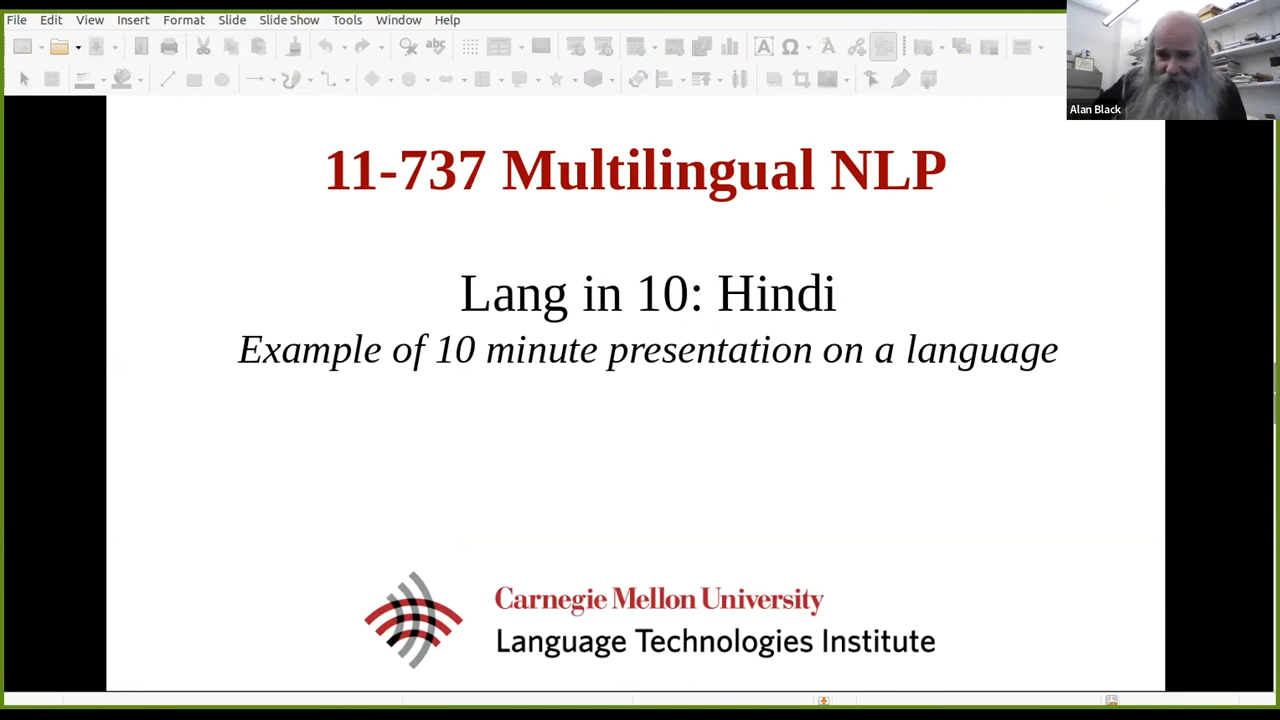 File Edit View Insert Format Slide Slide Show Tools Window Help
abc
Alan Black
11-737 Multilingual NLP
Lang in 10: Hindi
Example of 10 minute presentation on a language
Carnegie Mellon University
Language Technologies Institute